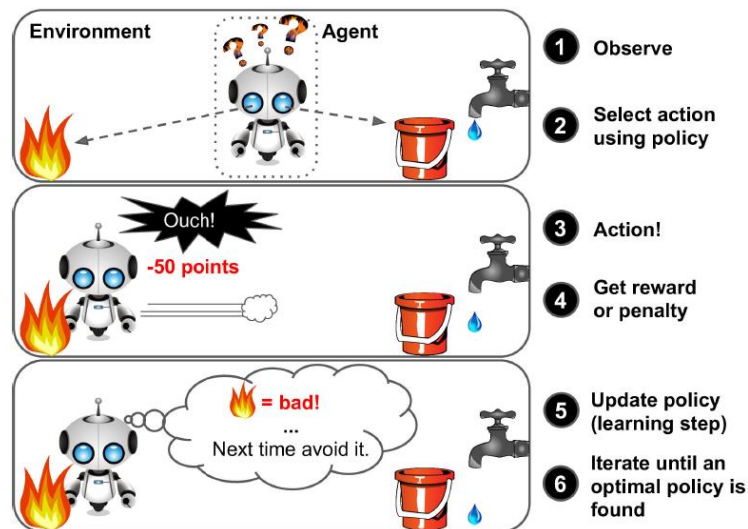 Environment
Agent
? ? ?
1 Observe
2 Select action
using policy
Ouch!
-50 points
3 Action!
4 Get reward
or penalty
= bad!
...
Next time avoid it.
5 Update policy
(learning step)
6 Iterate until an
optimal policy is
found